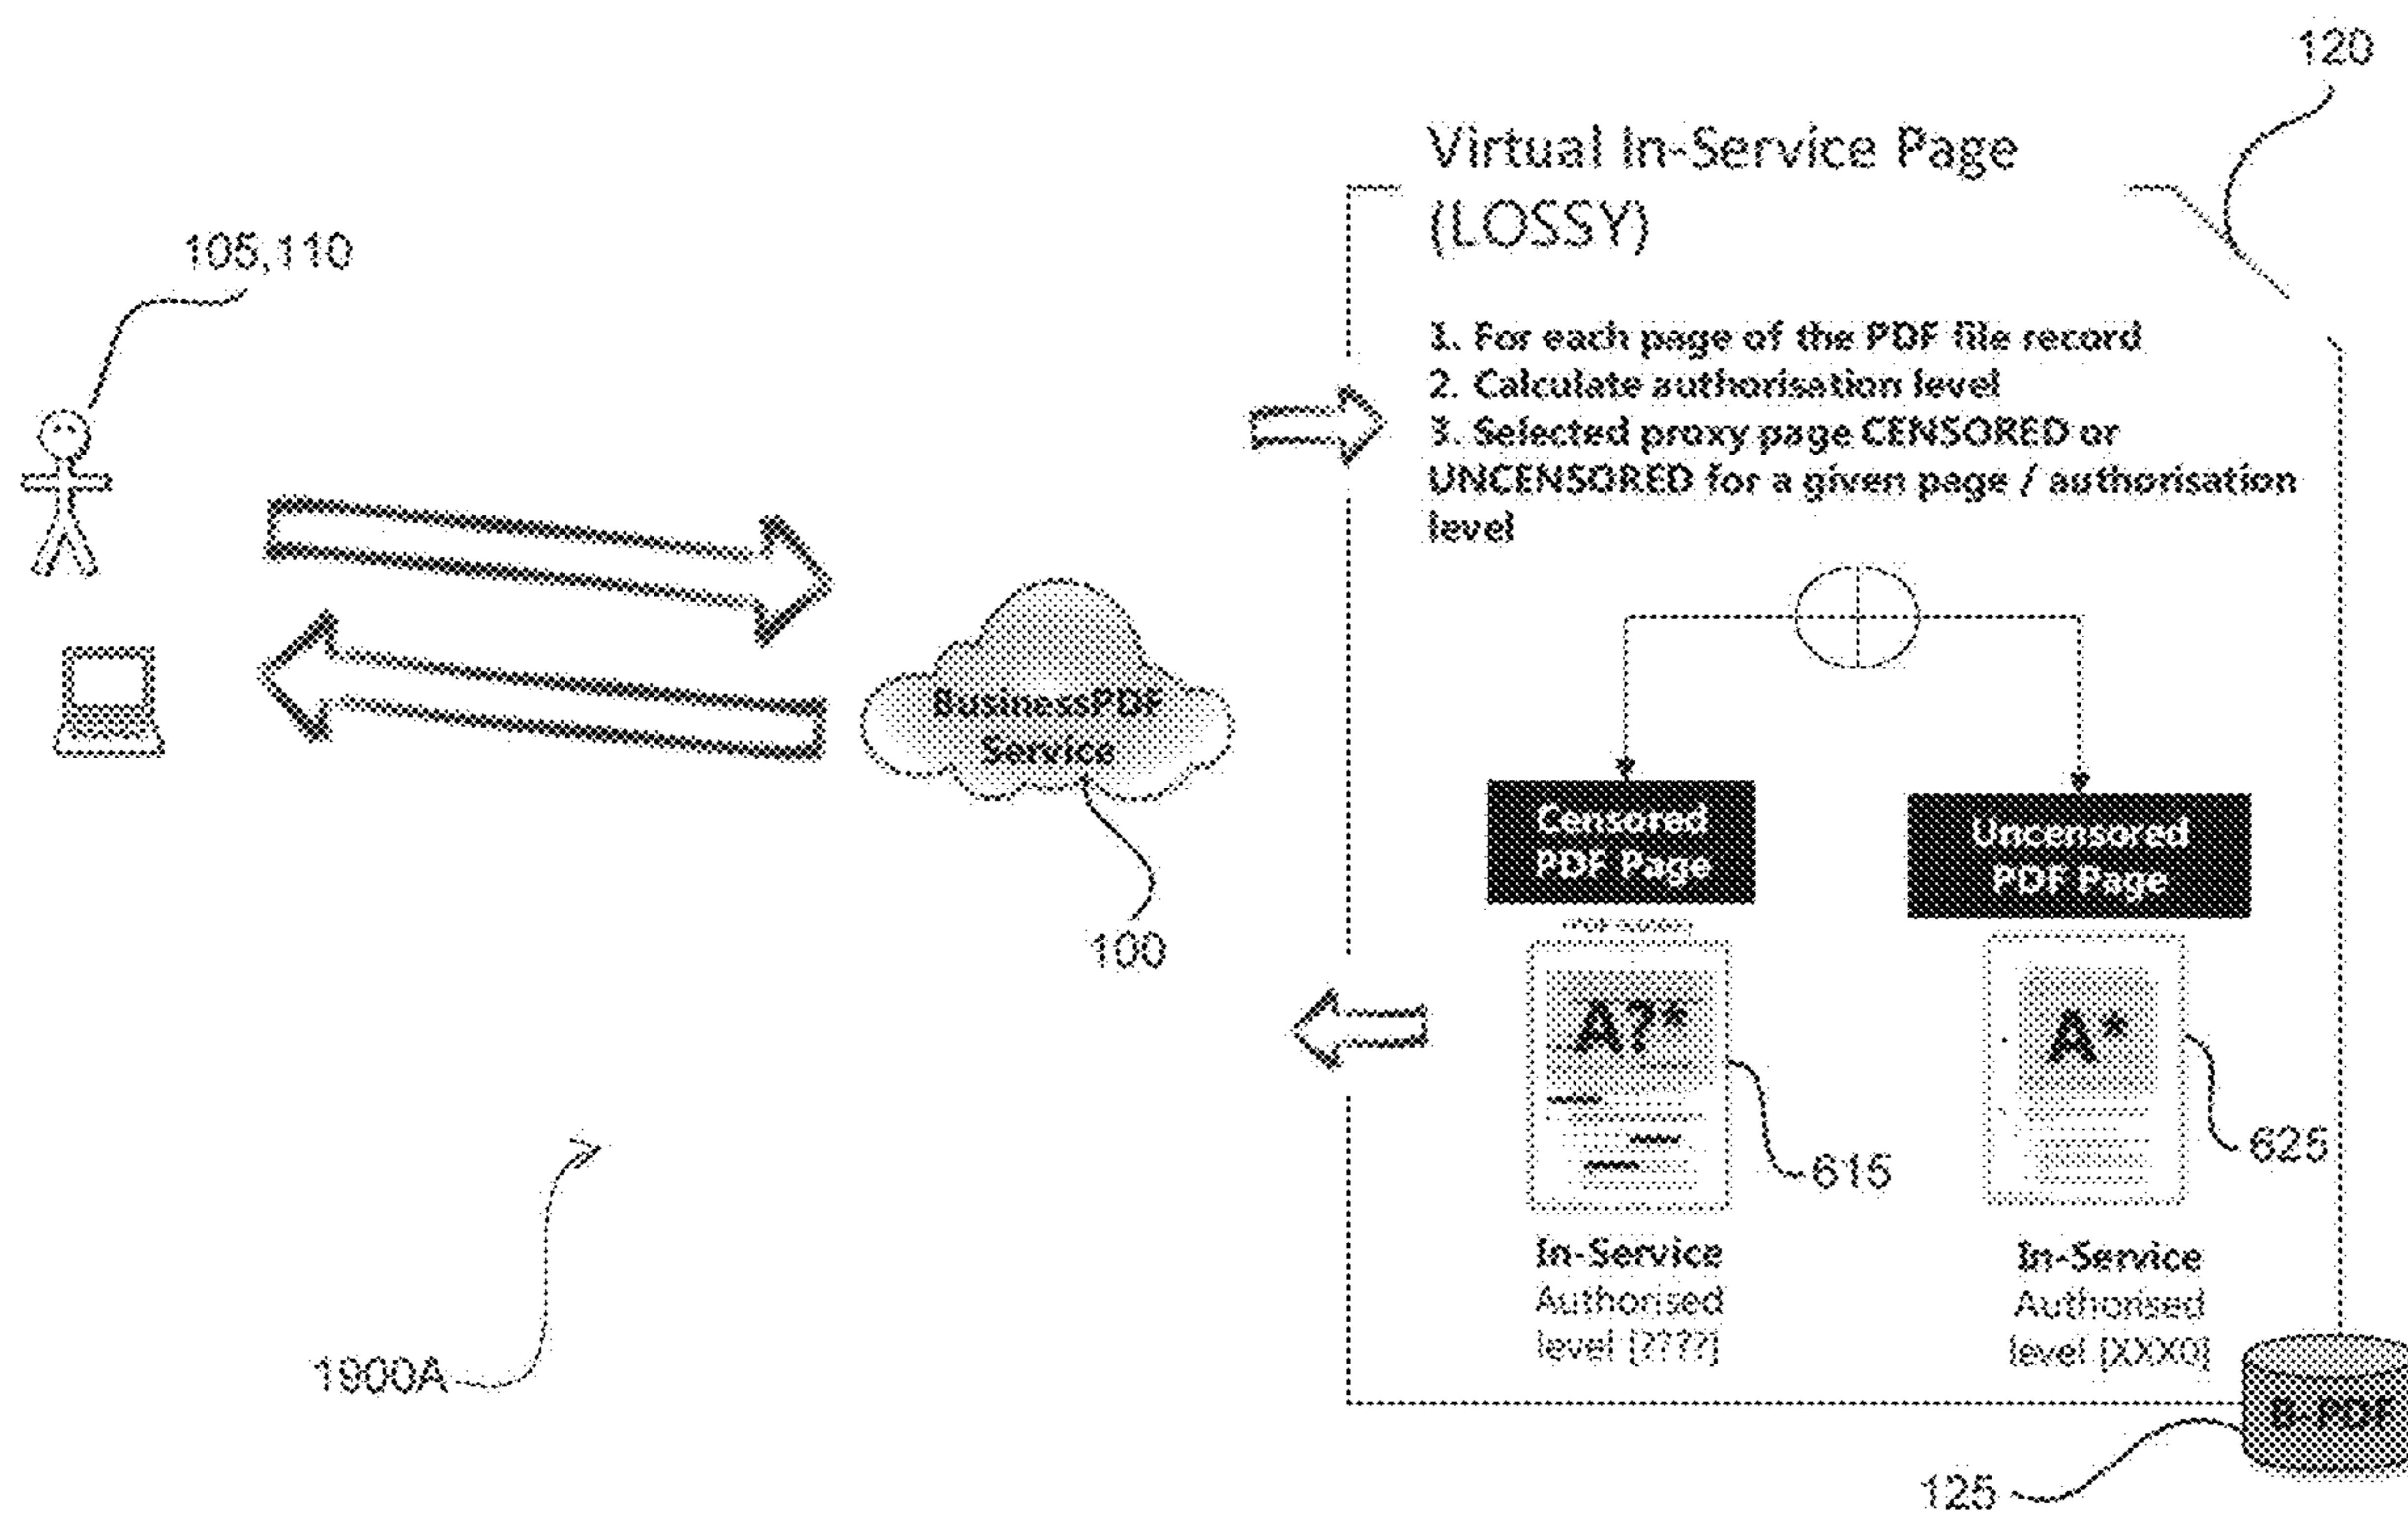 120
Virtual In-Service Page
(LOSSY)
105,110
1. For each page of the PDF file record
2. Calculate authorisation level
3. Selected proxy page CENSORED or
UNCENSORED for a given page / authorisation
level
BusinessPDF
Service
100
Censored
PDF Page
Uncensored
PDF Page
A?*
A*
615
625
In-Service
Authorised
level [????]
In-Service
Authorised
level [XXX0]
1900A
B-PDF
125